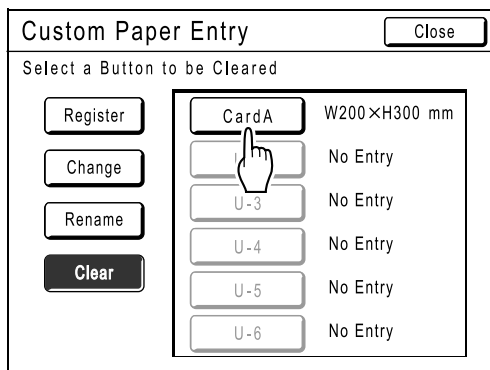 Custom Paper Entry Close
Select a Button to be Cleared
Register CardA W200×H300 mm
Change No Entry
U-3 No Entry
Rename
U-4 No Entry
Clear
U-5 No Entry
U-6 No Entry